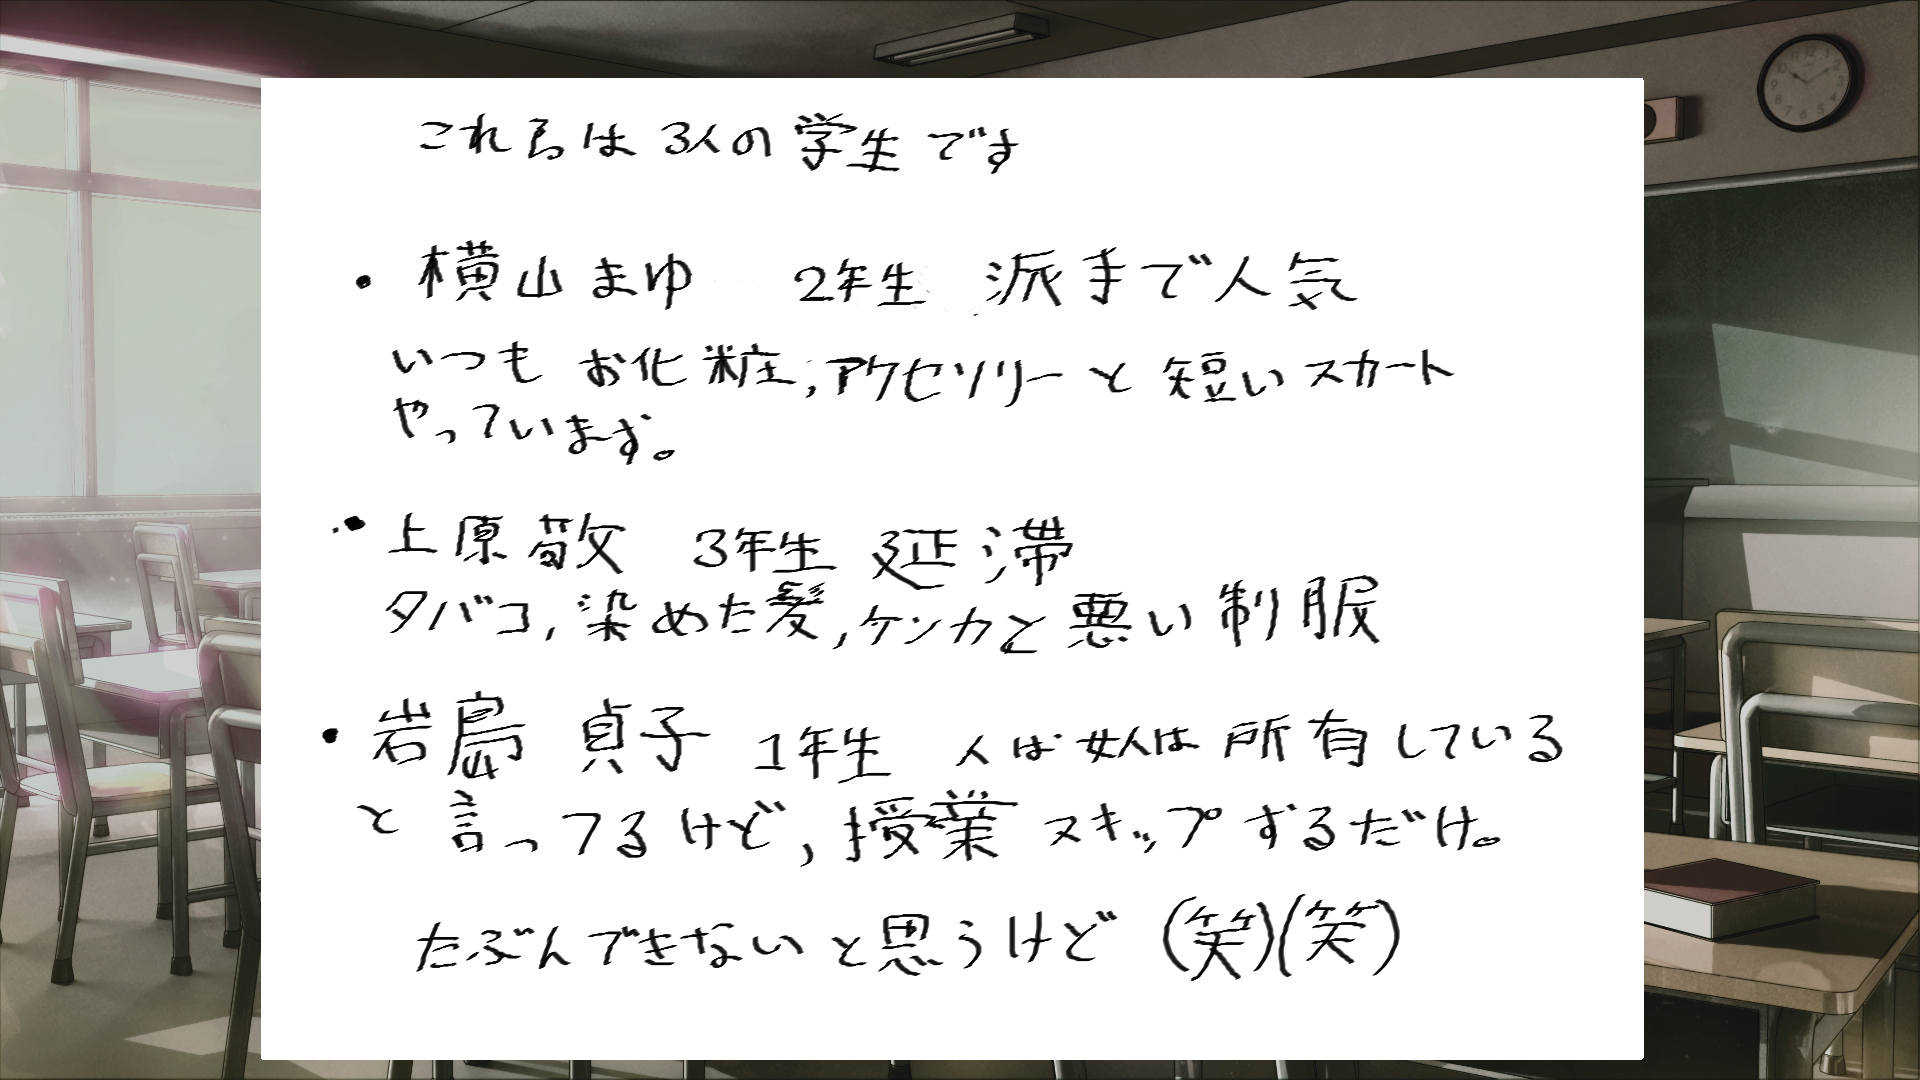 これらは3人の学生です
・横山まゆ 2年生 派手で人気
いつもお化粧,アクセソリーと短いスカート
やっています。
・上原敬 3年生 延滞
タバコ,染めた髪,ケンカと悪い制服
・岩島 貞子 1年生 人は女人は所有している
と言ってるけど,授業スキップするだけ。
たぶんできないと思うけど (笑)(笑)